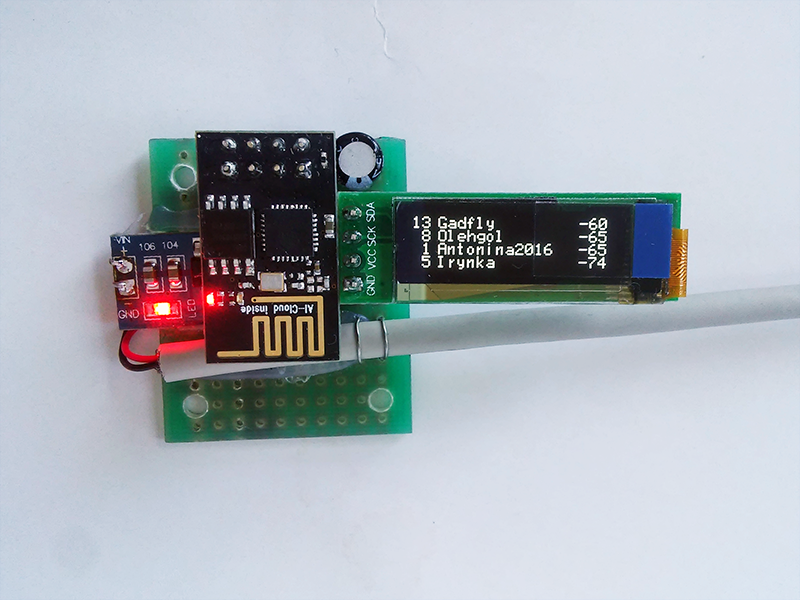 13 Gadfly -60
8 Olehgol -65
1 Antonina2016 -65
5 Irynka -74
GND VCC SCK SDA
VIN
+
106 104
GND
LED
AI-Cloud inside